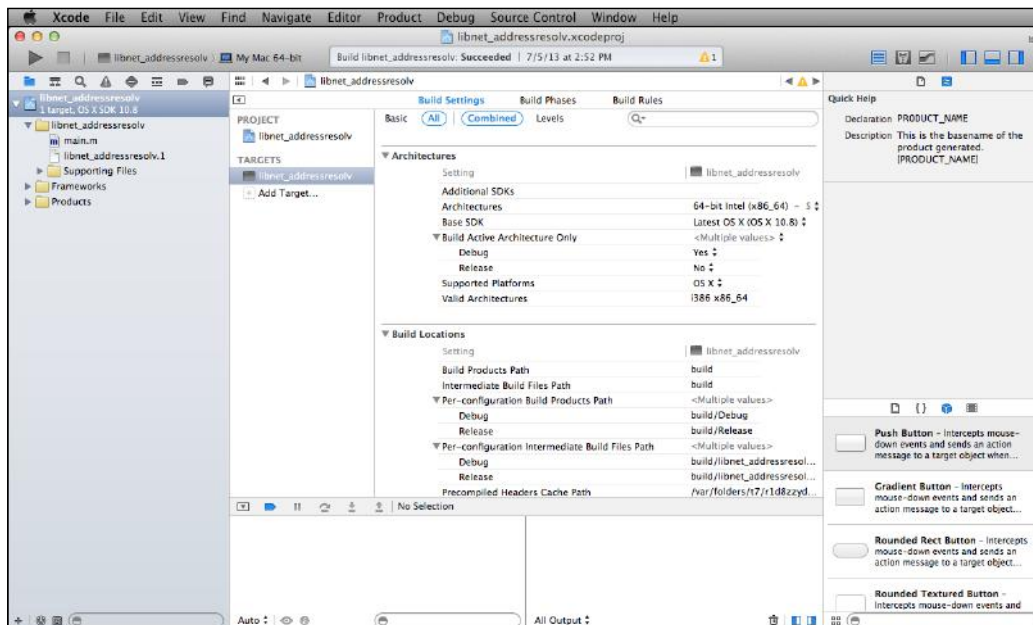 Xcode File Edit View Find Navigate Editor Product Debug Source Control Window Help
libnet_addressresolv.xcodeproj
libnet_addressresolv My Mac 64-bit
Build libnet_addressresolv: Succeeded | 7/5/13 at 2:52 PM
1
libnet_addressresolv
1 target, OS X SDK 10.8
libnet_addressresolv
main.m
libnet_addressresolv.1
Supporting Files
Frameworks
Products
libnet_addressresolv
Build Settings Build Phases Build Rules
PROJECT
libnet_addressresolv
TARGETS
libnet_addressresolv
Add Target...
Basic All Combined Levels
Architectures
Setting libnet_addressresolv
Additional SDKs
Architectures 64-bit Intel (x86_64) - S
Base SDK Latest OS X (OS X 10.8)
Build Active Architecture Only <Multiple values>
Debug Yes
Release No
Supported Platforms OS X
Valid Architectures i386 x86_64
Build Locations
Setting libnet_addressresolv
Build Products Path build
Intermediate Build Files Path build
Per-configuration Build Products Path <Multiple values>
Debug build/Debug
Release build/Release
Per-configuration Intermediate Build Files Path <Multiple values>
Debug build/libnet_addressresol...
Release build/libnet_addressresol...
Precompiled Headers Cache Path /var/folders/t7/r1d8zzyd...
No Selection
Auto
All Output
Quick Help
Declaration PRODUCT_NAME
Description This is the basename of the
product generated.
[PRODUCT_NAME]
Push Button - Intercepts mouse-
down events and sends an action
message to a target object when...
Gradient Button - Intercepts
mouse-down events and sends an
action message to a target object...
Rounded Rect Button - Intercepts
mouse-down events and sends an
action message to a target object...
Rounded Textured Button -
Intercepts mouse-down events and